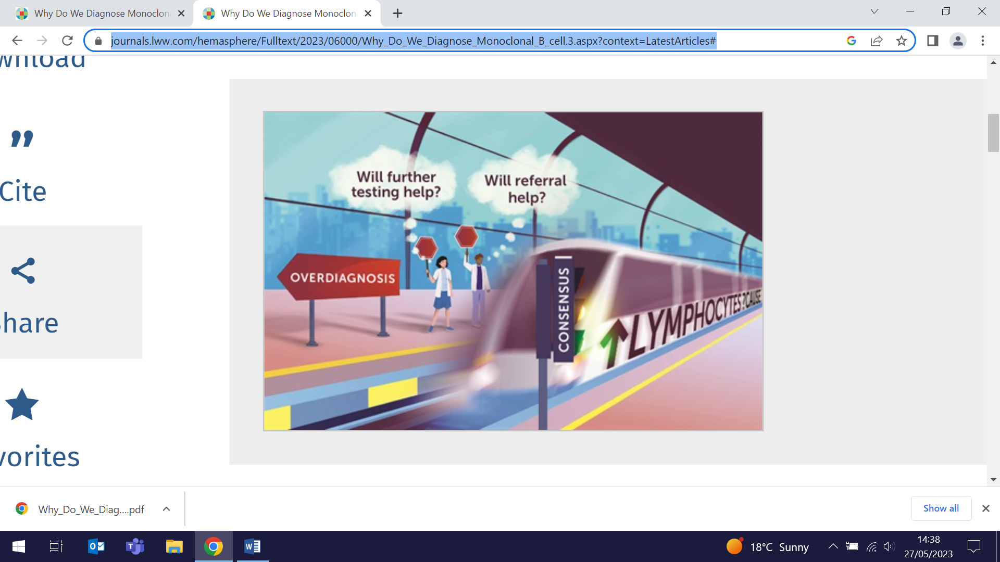 Why Do We Diagnose Monoclon
Why Do We Diagnose Monoclon
journals.lww.com/hemasphere/Fulltext/2023/06000/Why_Do_We_Diagnose_Monoclonal_B_cell.3.aspx?context=LatestArticles#
wnload
Cite
hare
vorites
Will further
testing help?
Will referral
help?
OVERDIAGNOSIS
CONSENSUS
LYMPHOCYTES?CAUSE
Why_Do_We_Diag....pdf
Show all
18°C Sunny
14:38
27/05/2023